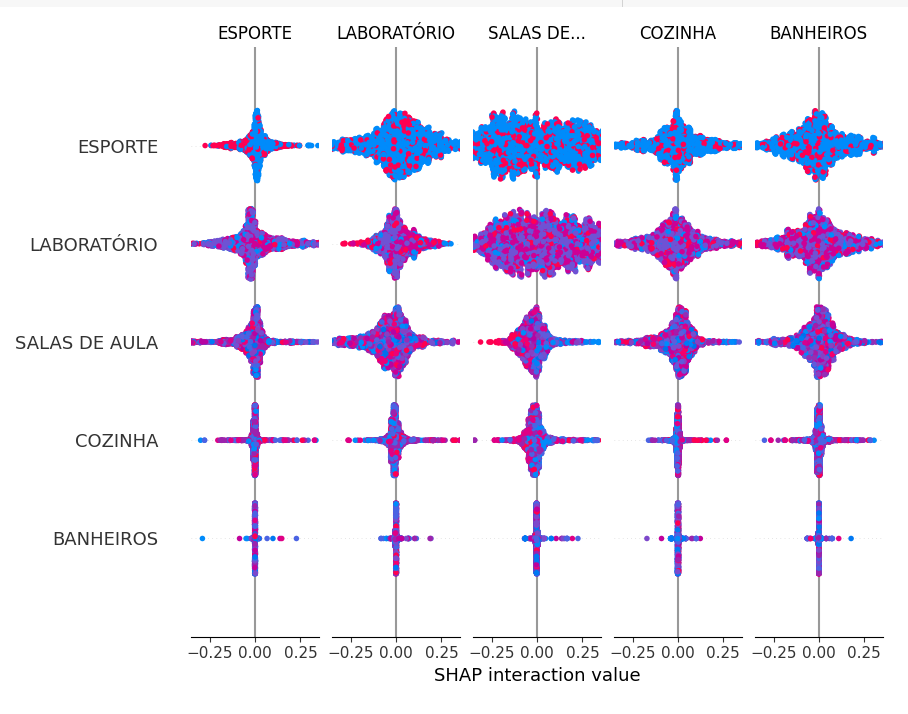 ESPORTE LABORATÓRIO SALAS DE... COZINHA BANHEIROS
ESPORTE
LABORATÓRIO
SALAS DE AULA
COZINHA
BANHEIROS
−0.25 0.00 0.25 −0.25 0.00 0.25 −0.25 0.00 0.25 −0.25 0.00 0.25 −0.25 0.00 0.25
SHAP interaction value